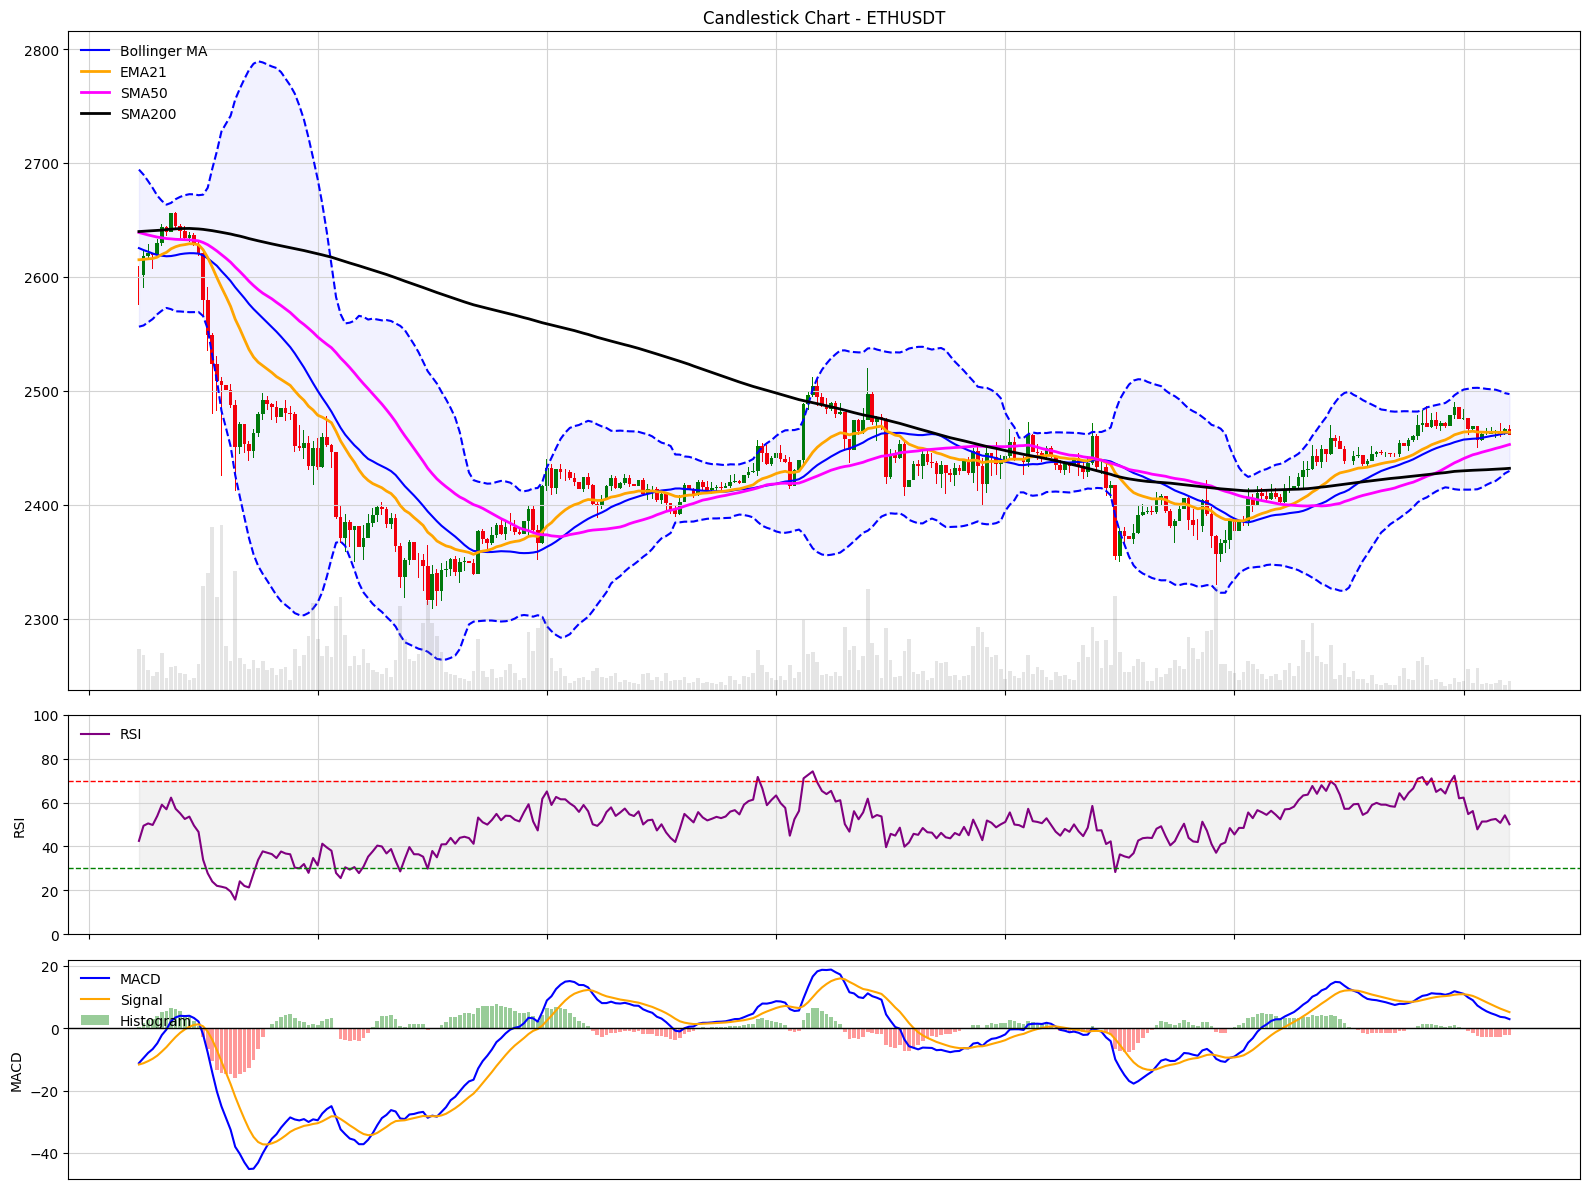 Candlestick Chart - ETHUSDT
Bollinger MA
EMA21
SMA50
SMA200
2800
2700
2600
2500
2400
2300
RSI
RSI
100
80
60
40
20
0
MACD
Signal
Histogram
MACD
20
0
−20
−40